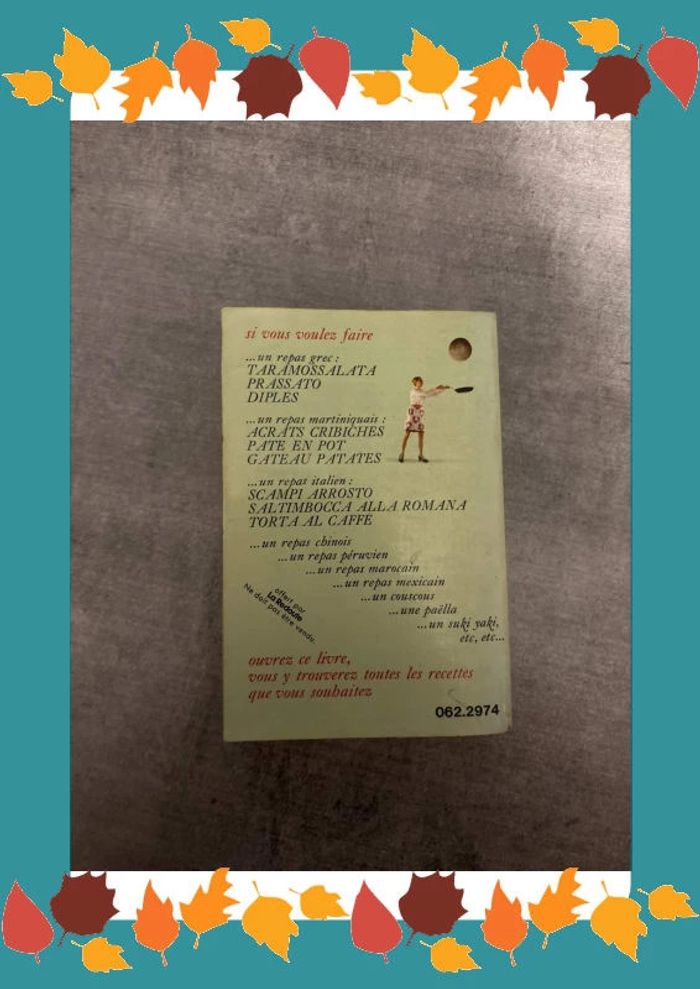 si vous voulez faire
...un repas grec :
TARAMOSSALATA
PRASSATO
DIPLES
...un repas martiniquais :
ACRATS CRIBICHES
PATE EN POT
GATEAU PATATES
...un repas italien :
SCAMPI ARROSTO
SALTIMBOCCA ALLA ROMANA
TORTA AL CAFFE
...un repas chinois
...un repas péruvien
...un repas marocain
...un repas mexicain
...un couscous
...une paëlla
...un suki yaki,
etc, etc...
offert par
La Redoute
Ne doit pas être vendu.
ouvrez ce livre,
vous y trouverez toutes les recettes
que vous souhaitez
062.2974